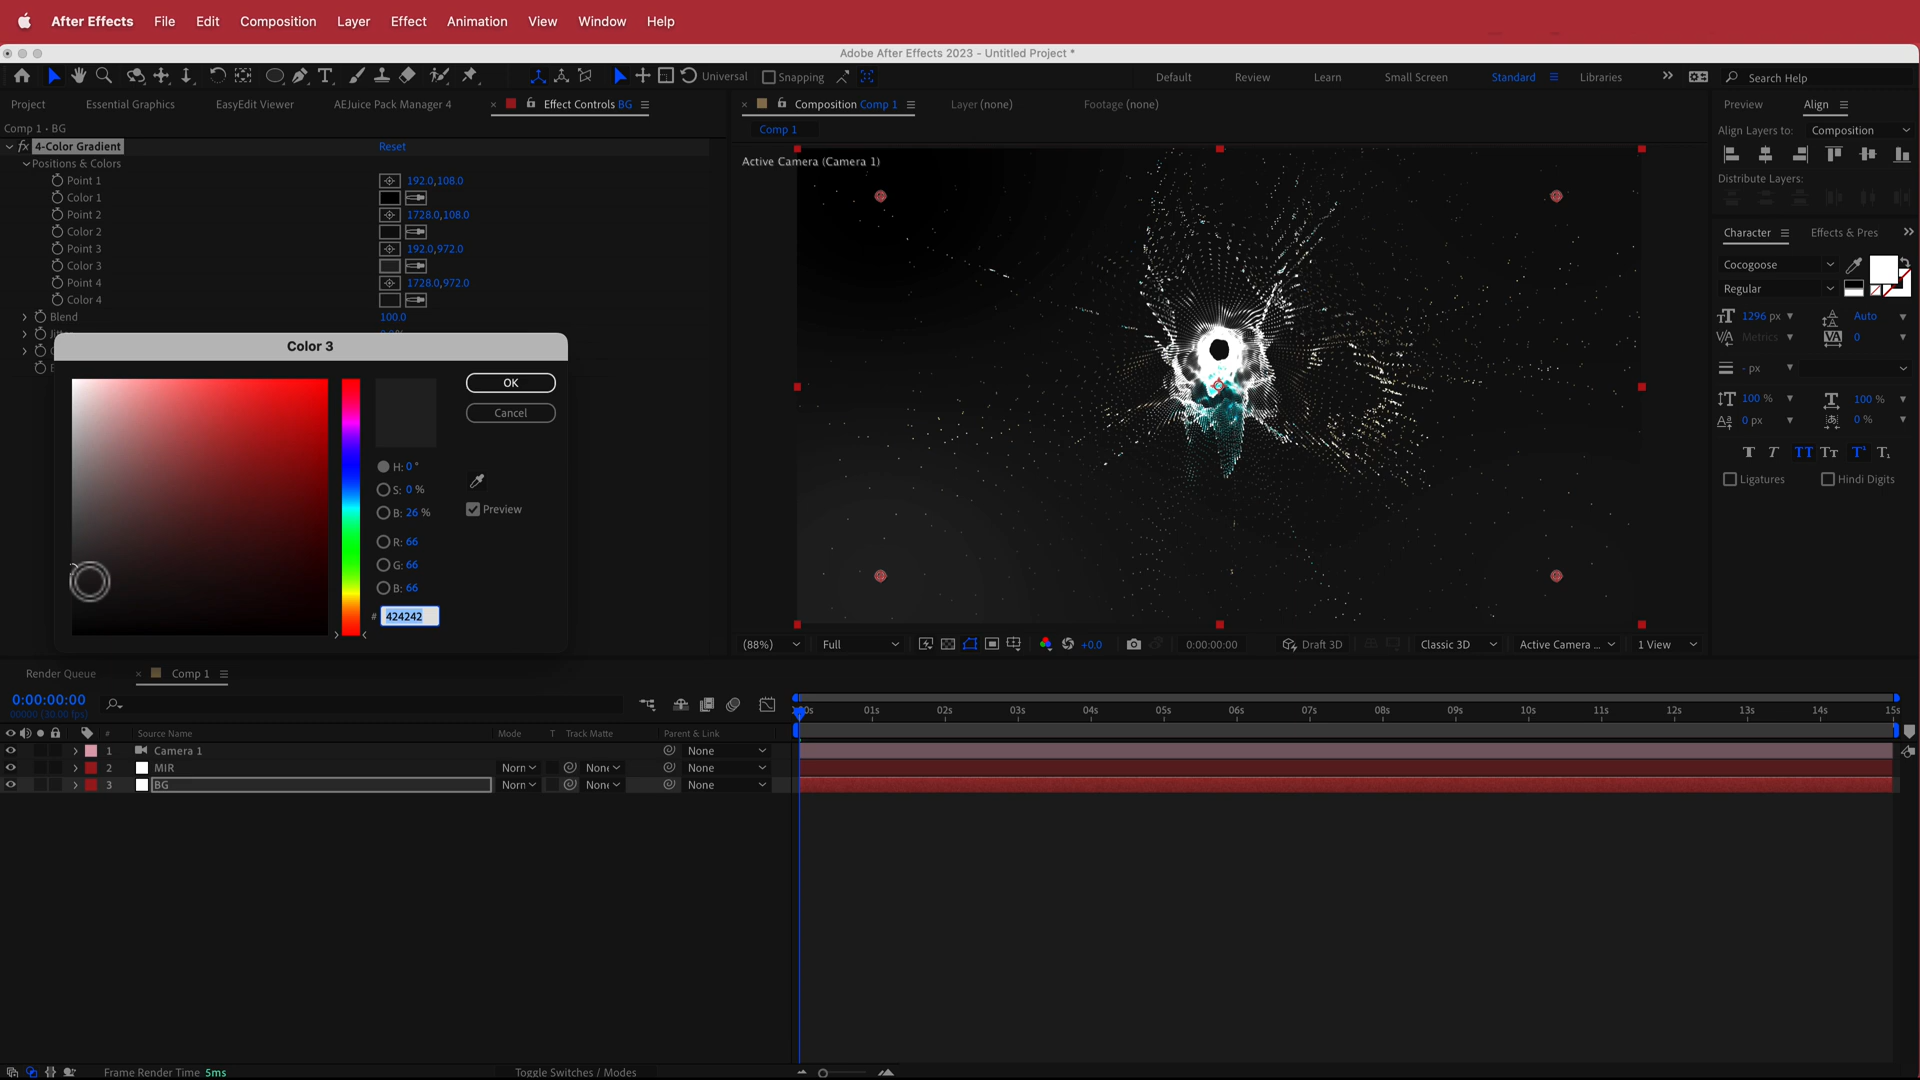 After Effects File Edit Composition Layer Effect Animation View Window Help
Adobe After Effects 2023 - Untitled Project *
Universal Snapping Default Review Learn Small Screen Standard Libraries Search Help
Project Essential Graphics EasyEdit Viewer AEJuice Pack Manager 4 Effect Controls BG
Composition Comp 1 Layer (none) Footage (none) Preview Align
Comp 1 • BG
Comp 1
Align Layers to: Composition
fx 4-Color Gradient Reset
Positions & Colors
Active Camera (Camera 1)
Point 1 192.0,108.0
Distribute Layers:
Color 1
Point 2 1728.0,108.0
Color 2
Character Effects & Pres
Point 3 192.0,972.0
Color 3
Cocogoose
Point 4 1728.0,972.0
Regular
Color 4
Blend 100.0
1296 px Auto
Metrics 0
Color 3
- px
OK
100 % 100 %
Cancel
0 px 0 %
H: 0 °
S: 0 %
B: 26 %
Preview
R: 66
G: 66
B: 66
# 424242
T T TT Tt T¹ T₁
Ligatures Hindi Digits
(88%) Full +0.0 0:00:00:00 Draft 3D Classic 3D Active Camera ... 1 View
Render Queue Comp 1
0:00:00:00
00000 (30.00 fps)
01s 02s 03s 04s 05s 06s 07s 08s 09s 10s 11s 12s 13s 14s 15s
# Source Name Mode T Track Matte Parent & Link
1 Camera 1 None
2 MIR Norn None None
3 BG Norn None None
Frame Render Time 5ms Toggle Switches / Modes